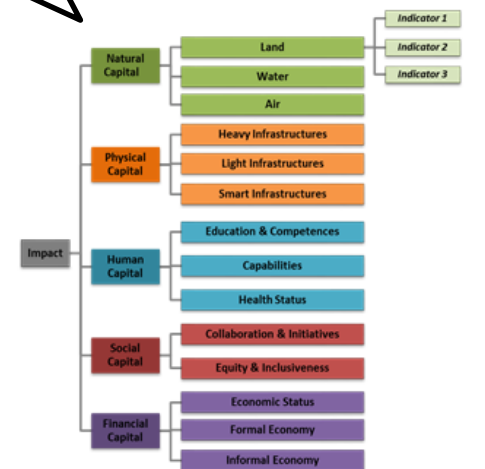 Indicator 1
Land
Indicator 2
Natural
Capital
Water
Indicator 3
Air
Heavy Infrastructures
Physical
Capital
Light Infrastructures
Smart Infrastructures
Education & Competences
Impact
Human
Capital
Capabilities
Health Status
Collaboration & Initiatives
Social
Capital
Equity & Inclusiveness
Economic Status
Financial
Capital
Formal Economy
Informal Economy